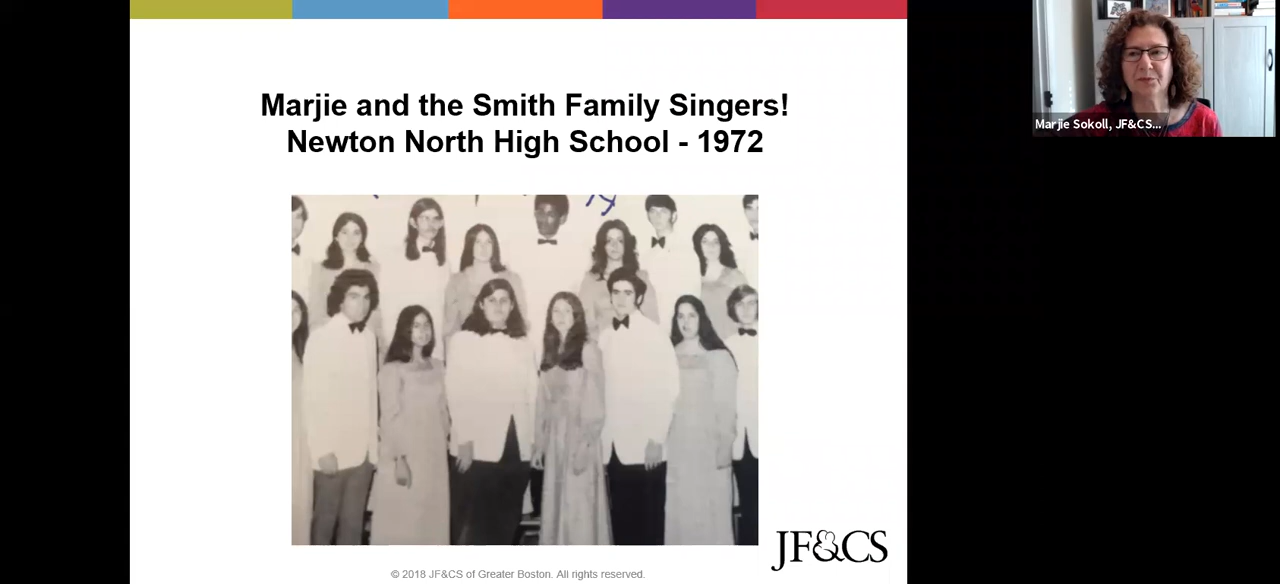 Marjie and the Smith Family Singers!
Newton North High School - 1972
Marjie Sokoll, JF&CS...
JF&CS
© 2018 JF&CS of Greater Boston. All rights reserved.